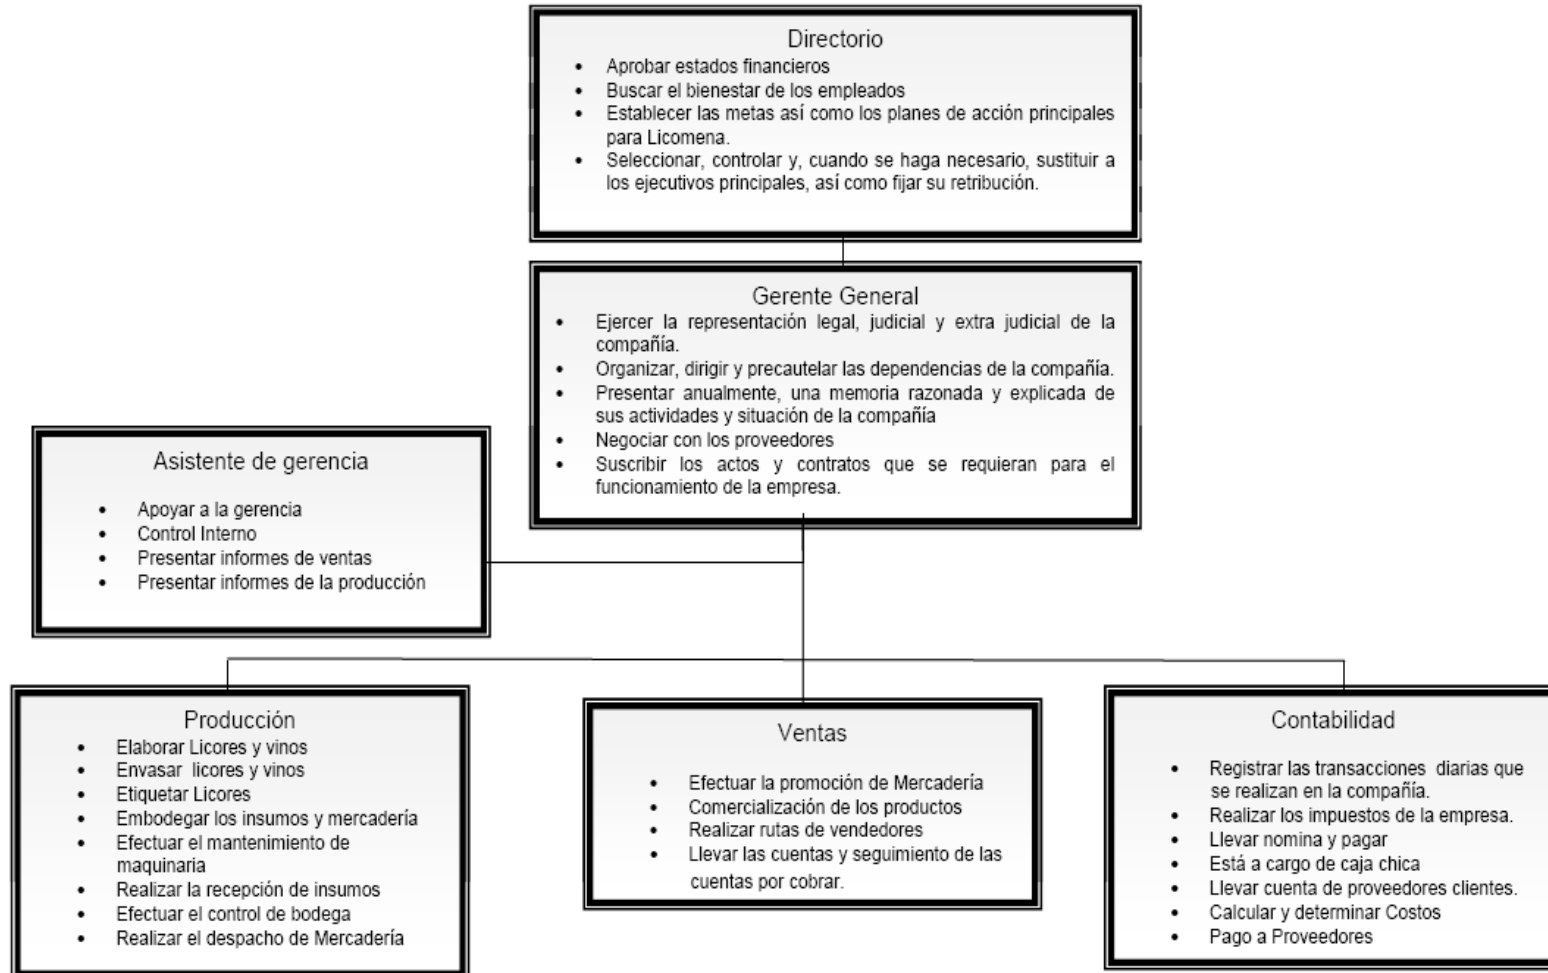 Directorio
• Aprobar estados financieros
• Buscar el bienestar de los empleados
• Establecer las metas así como los planes de acción principales
para Licomena.
• Seleccionar, controlar y, cuando se haga necesario, sustituir a
los ejecutivos principales, así como fijar su retribución.
Gerente General
• Ejercer la representación legal, judicial y extra judicial de la
compañía.
• Organizar, dirigir y precautelar las dependencias de la compañía.
• Presentar anualmente, una memoria razonada y explicada de
sus actividades y situación de la compañía
• Negociar con los proveedores
• Suscribir los actos y contratos que se requieran para el
funcionamiento de la empresa.
Asistente de gerencia
• Apoyar a la gerencia
• Control Interno
• Presentar informes de ventas
• Presentar informes de la producción
Producción
• Elaborar Licores y vinos
• Envasar licores y vinos
• Etiquetar Licores
• Embodegar los insumos y mercadería
• Efectuar el mantenimiento de
maquinaria
• Realizar la recepción de insumos
• Efectuar el control de bodega
• Realizar el despacho de Mercadería
Ventas
• Efectuar la promoción de Mercadería
• Comercialización de los productos
• Realizar rutas de vendedores
• Llevar las cuentas y seguimiento de las
cuentas por cobrar.
Contabilidad
• Registrar las transacciones diarias que
se realizan en la compañía.
• Realizar los impuestos de la empresa.
• Llevar nomina y pagar
• Está a cargo de caja chica
• Llevar cuenta de proveedores clientes.
• Calcular y determinar Costos
• Pago a Proveedores